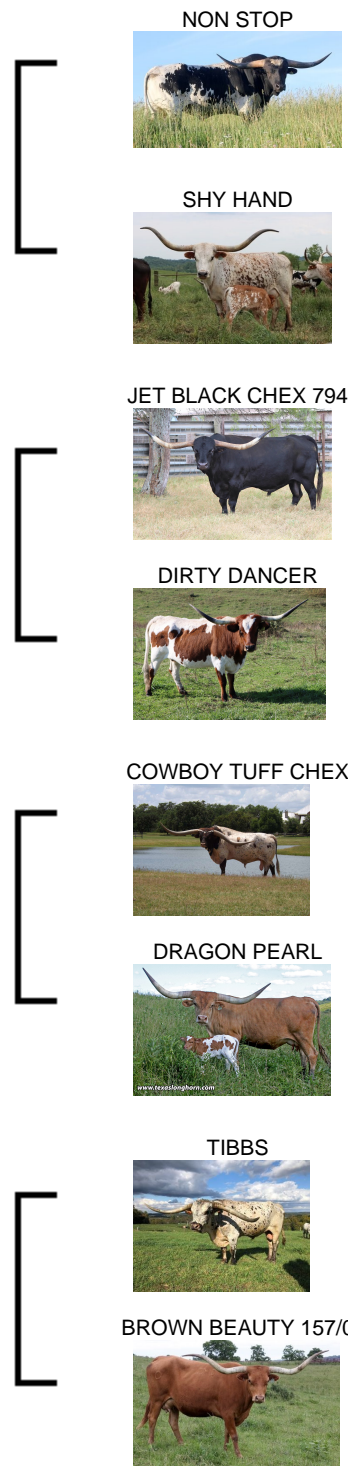 NON STOP
SHY HAND
JET BLACK CHEX 794
DIRTY DANCER
COWBOY TUFF CHEX
DRAGON PEARL
www.texaslonghorn.com
TIBBS
BROWN BEAUTY 157/0